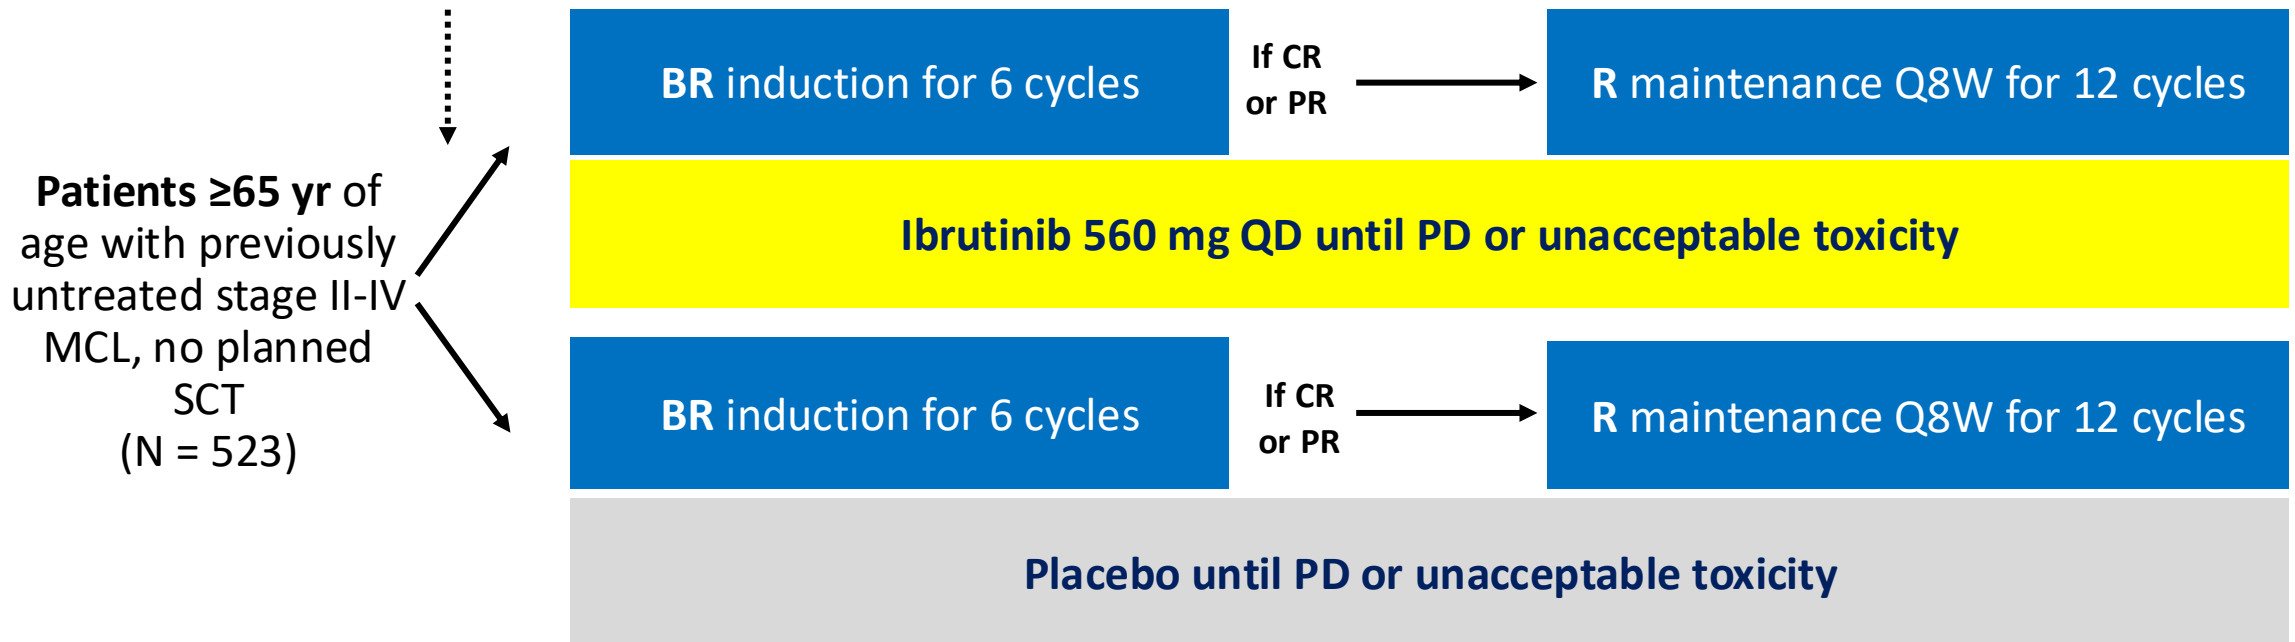 Patients ≥65 yr of
age with previously
untreated stage II-IV
MCL, no planned
SCT
(N = 523)
BR induction for 6 cycles
If CR
or PR
R maintenance Q8W for 12 cycles
Ibrutinib 560 mg QD until PD or unacceptable toxicity
BR induction for 6 cycles
If CR
or PR
R maintenance Q8W for 12 cycles
Placebo until PD or unacceptable toxicity